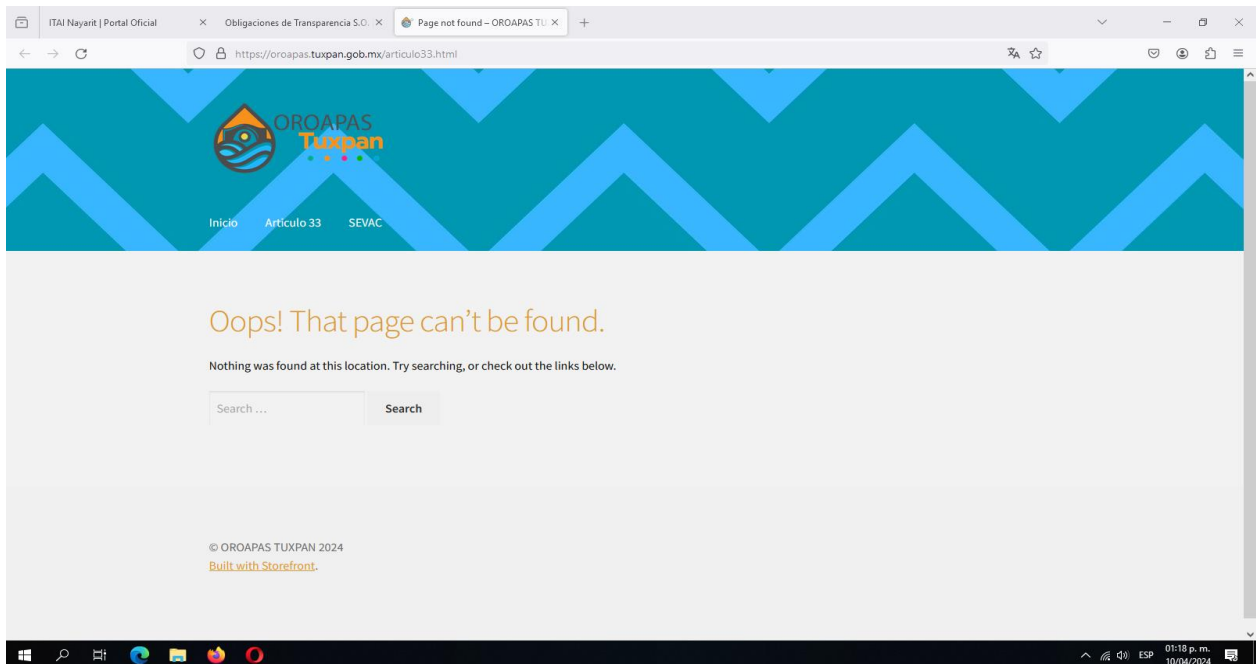 ITAI Nayarit | Portal Oficial
Obligaciones de Transparencia S.O.
Page not found – OROAPAS TU
https://oroapas.tuxpan.gob.mx/articulo33.html
OROAPAS
Tuxpan
Inicio Articulo 33 SEVAC
Oops! That page can’t be found.
Nothing was found at this location. Try searching, or check out the links below.
Search …
Search
© OROAPAS TUXPAN 2024
Built with Storefront.
ESP
01:18 p. m.
10/04/2024